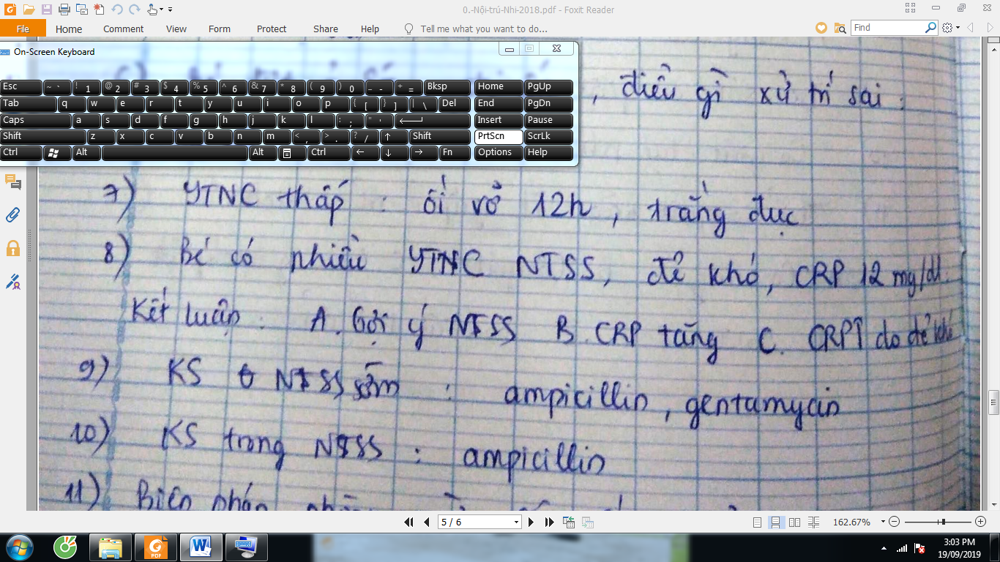 0.-Nội-trú-Nhi-2018.pdf - Foxit Reader
File Home Comment View Form Protect Share Help Tell me what you want to do... Find
On-Screen Keyboard
Esc ~ ` ! 1 @ 2 # 3 $ 4 % 5 ^ 6 & 7 * 8 ( 9 ) 0 _ - + = Bksp Home PgUp
Tab q w e r t y u i o p { [ } ] | \ Del End PgDn
Caps a s d f g h j k l : ; " ' Insert Pause
Shift z x c v b n m < , > . ? / Shift PrtScn ScrLk
Ctrl Alt Alt Ctrl Fn Options Help
, điều gì xử trí sai :
7) YTNC thấp : ối vỡ 12h, trắng đục
8) Bé có nhiều YTNC NTSS, đẻ khó, CRP 12 mg/dl.
Kết luận : A. Gợi ý NTSS B. CRP tăng C. CRP↑ do đẻ khó
9) KS NTSS sớm : ampicillin, gentamycin
10) KS trong NTSS : ampicillin
11) Biện pháp
5 / 6 162.67%
3:03 PM
19/09/2019